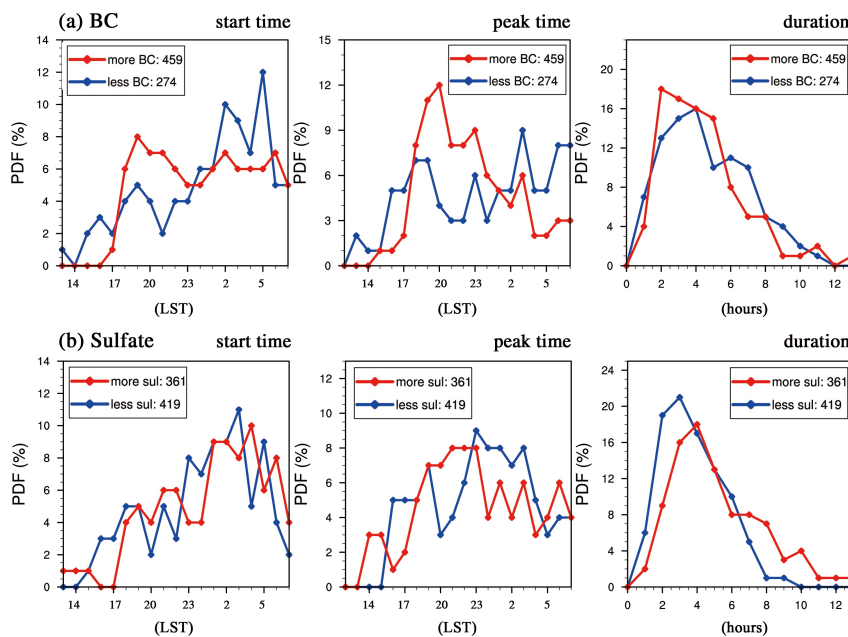 (a) BC start time peak time duration
14 12 10 8 6 4 2 0
PDF (%)
more BC: 459
less BC: 274
14 17 20 23 2 5
(LST)
15 12 9 6 3 0
PDF (%)
more BC: 459
less BC: 274
14 17 20 23 2 5
(LST)
20 16 12 8 4 0
PDF (%)
more BC: 459
less BC: 274
0 2 4 6 8 10 12
(hours)
(b) Sulfate start time peak time duration
14 12 10 8 6 4 2 0
PDF (%)
more sul: 361
less sul: 419
14 17 20 23 2 5
(LST)
12 10 8 6 4 2 0
PDF (%)
more sul: 361
less sul: 419
14 17 20 23 2 5
(LST)
24 20 16 12 8 4 0
PDF (%)
more sul: 361
less sul: 419
0 2 4 6 8 10 12
(hours)